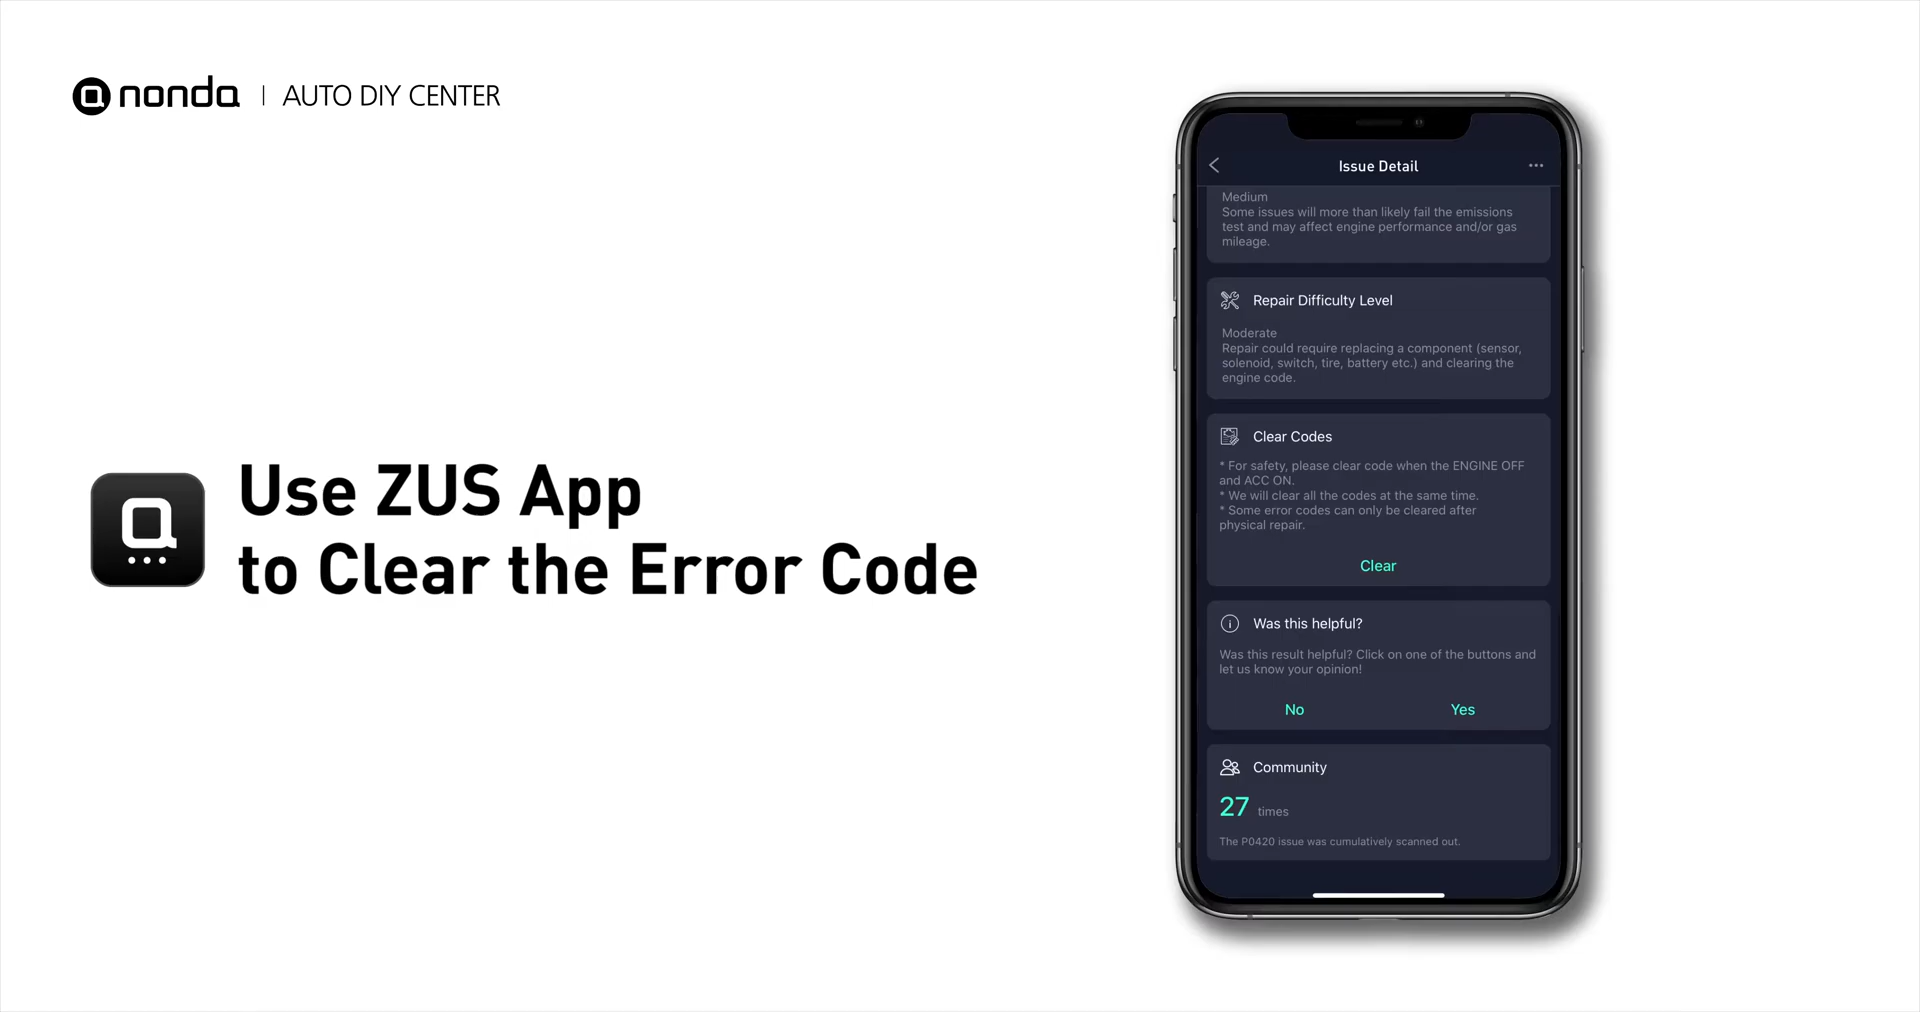 nonda | AUTO DIY CENTER
Use ZUS App
to Clear the Error Code
Issue Detail
Medium
Some issues will more than likely fail the emissions
test and may affect engine performance and/or gas
mileage.
Repair Difficulty Level
Moderate
Repair could require replacing a component (sensor,
solenoid, switch, tire, battery etc.) and clearing the
engine code.
Clear Codes
* For safety, please clear code when the ENGINE OFF
and ACC ON.
* We will clear all the codes at the same time.
* Some error codes can only be cleared after
physical repair.
Clear
Was this helpful?
Was this result helpful? Click on one of the buttons and
let us know your opinion!
No Yes
Community
27 times
The P0420 issue was cumulatively scanned out.